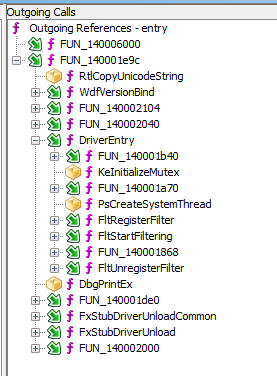 Outgoing Calls
f Outgoing References - entry
f FUN_140006000
f FUN_140001e9c
f RtlCopyUnicodeString
f WdfVersionBind
f FUN_140002104
f FUN_140002040
f DriverEntry
f FUN_140001b40
f KeInitializeMutex
f FUN_140001a70
f PsCreateSystemThread
f FltRegisterFilter
f FltStartFiltering
f FUN_140001868
f FltUnregisterFilter
f DbgPrintEx
f FUN_140001de0
f FxStubDriverUnloadCommon
f FxStubDriverUnload
f FUN_140002000